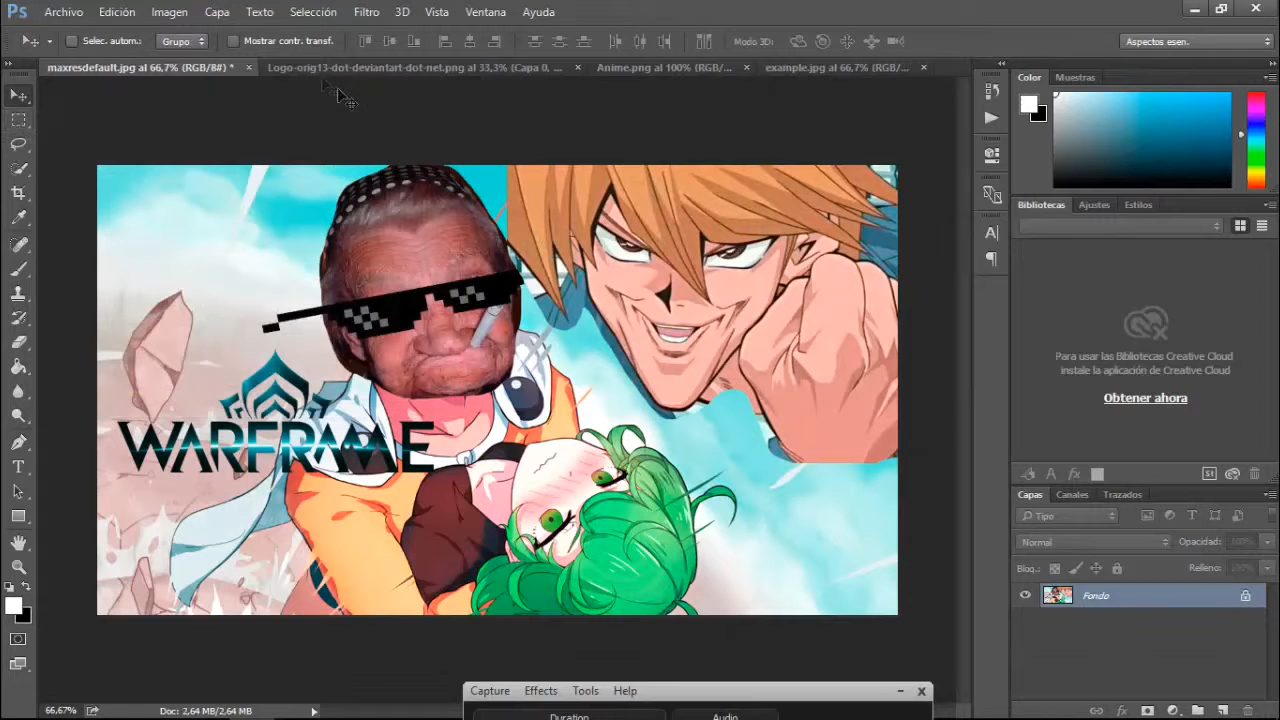 Ps Archivo Edición Imagen Capa Texto Selección Filtro 3D Vista Ventana Ayuda
Selec. autom.: Grupo Mostrar contr. transf. Modo 3D: Aspectos esen.
maxresdefault.jpg al 66,7% (RGB/8#) * × Logo-orig13-dot-deviantart-dot-net.png al 33,3% (Capa 0, ... × Anime.png al 100% (RGB/... × example.jpg al 66,7% (RGB/... ×
Color Muestras
Bibliotecas Ajustes Estilos
Para usar las Bibliotecas Creative Cloud
instale la aplicación de Creative Cloud
Obtener ahora
WARFRAME
Capas Canales Trazados
Tipo
Normal Opacidad: 100%
Bloq.: Relleno: 100%
Fondo
Capture Effects Tools Help
66,67% Doc: 2,64 MB/2,64 MB
Duration Audio